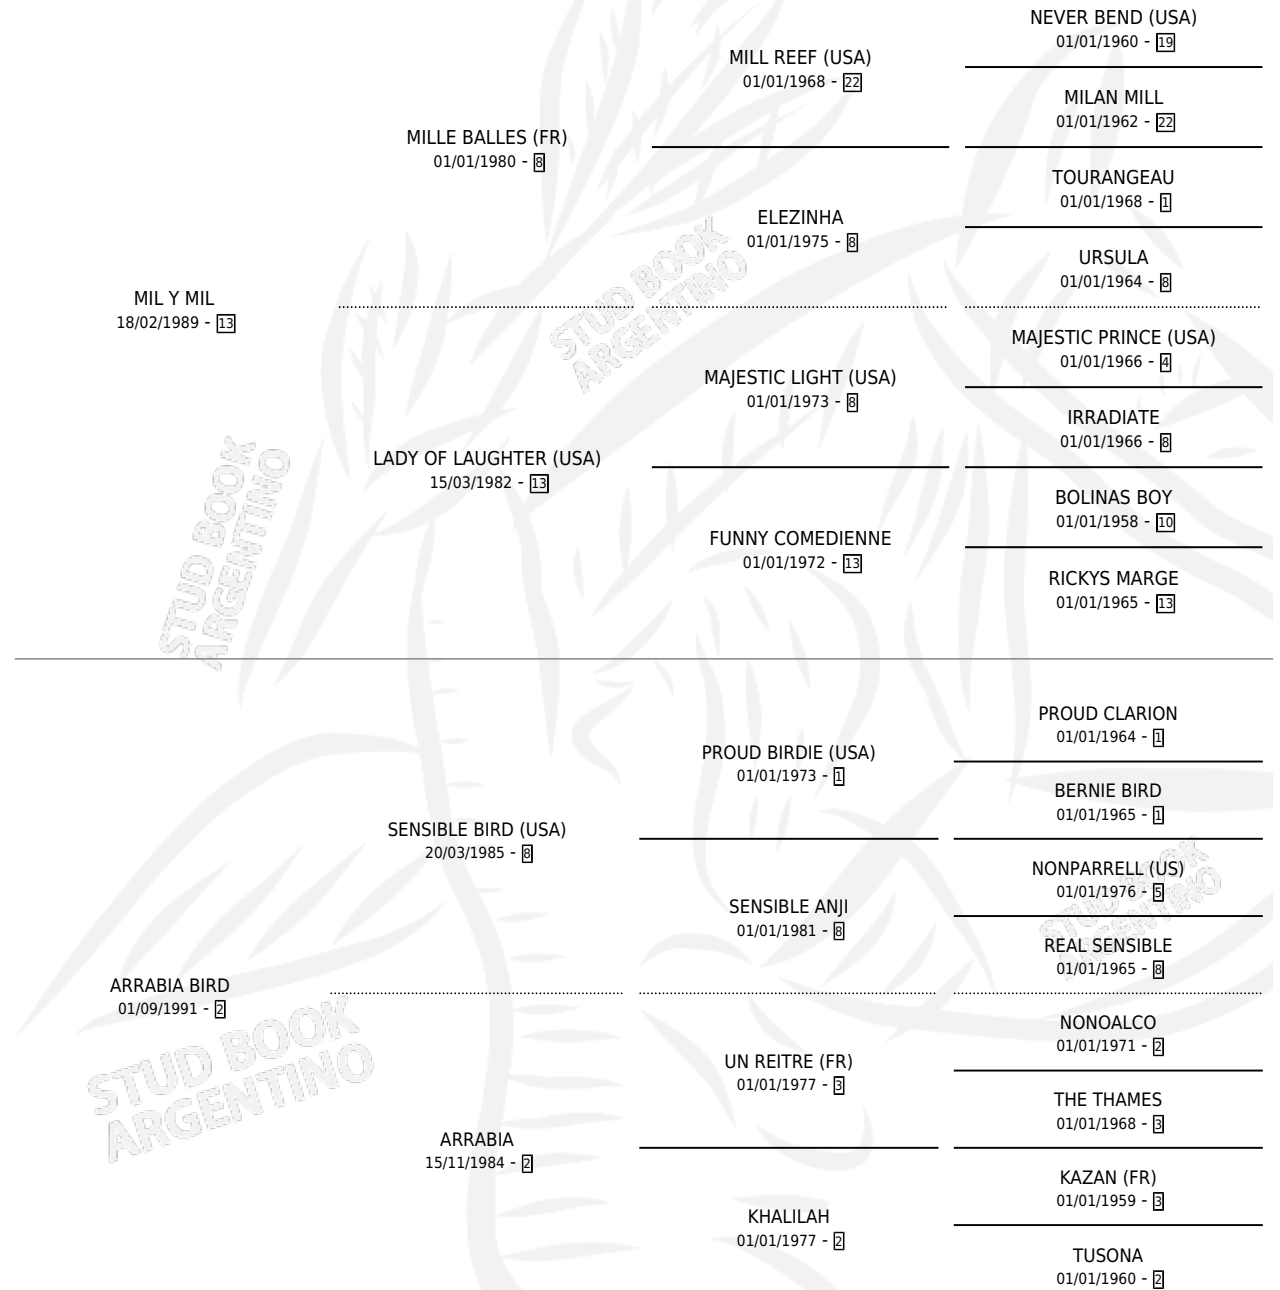 NEVER BEND (USA)
01/01/1960 - 19
MILL REEF (USA)
01/01/1968 - 22
MILAN MILL
01/01/1962 - 22
MILLE BALLES (FR)
01/01/1980 - 8
TOURANGEAU
01/01/1968 - 1
ELEZINHA
01/01/1975 - 8
URSULA
01/01/1964 - 8
MIL Y MIL
18/02/1989 - 13
MAJESTIC PRINCE (USA)
01/01/1966 - 4
MAJESTIC LIGHT (USA)
01/01/1973 - 8
IRRADIATE
01/01/1966 - 8
LADY OF LAUGHTER (USA)
15/03/1982 - 13
BOLINAS BOY
01/01/1958 - 10
FUNNY COMEDIENNE
01/01/1972 - 13
RICKYS MARGE
01/01/1965 - 13
STUD BOOK
ARGENTINO
STUD BOOK
ARGENTINO
PROUD CLARION
01/01/1964 - 1
PROUD BIRDIE (USA)
01/01/1973 - 1
BERNIE BIRD
01/01/1965 - 1
SENSIBLE BIRD (USA)
20/03/1985 - 8
NONPARRELL (US)
01/01/1976 - 5
SENSIBLE ANJI
01/01/1981 - 8
REAL SENSIBLE
01/01/1965 - 8
ARRABIA BIRD
01/09/1991 - 2
NONOALCO
01/01/1971 - 2
UN REITRE (FR)
01/01/1977 - 3
THE THAMES
01/01/1968 - 3
ARRABIA
15/11/1984 - 2
KAZAN (FR)
01/01/1959 - 3
KHALILAH
01/01/1977 - 2
TUSONA
01/01/1960 - 2
STUD BOOK
ARGENTINO
STUD BOOK
ARGENTINO